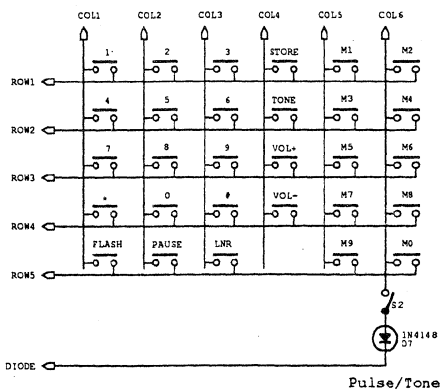 COL1 COL2 COL3 COL4 COL5 COL6
1 2 3 STORE M1 M2
ROW1
4 5 6 TONE M3 M4
ROW2
7 8 9 VOL+ M5 M6
ROW3
* 0 # VOL- M7 M8
ROW4
FLASH PAUSE LNR M9 M0
ROW5
S2
1N4148
D7
DIODE
Pulse/Tone